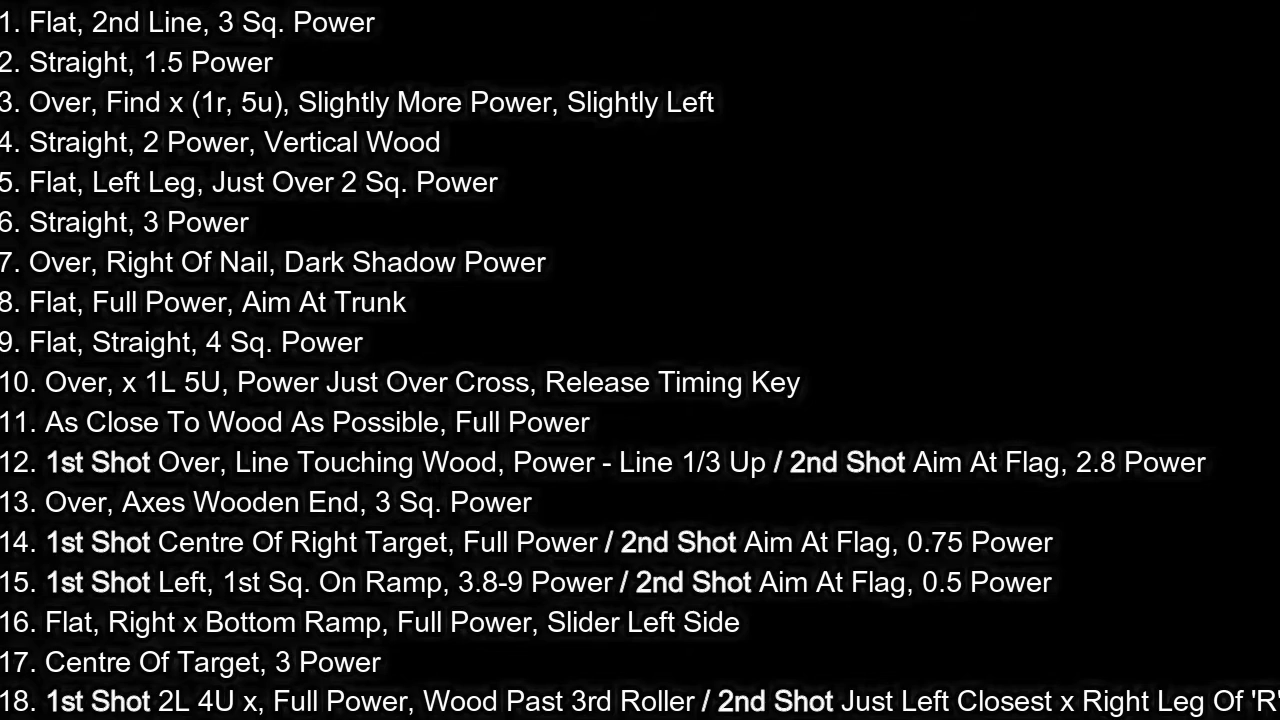 1. Flat, 2nd Line, 3 Sq. Power
2. Straight, 1.5 Power
3. Over, Find x (1r, 5u), Slightly More Power, Slightly Left
4. Straight, 2 Power, Vertical Wood
5. Flat, Left Leg, Just Over 2 Sq. Power
6. Straight, 3 Power
7. Over, Right Of Nail, Dark Shadow Power
8. Flat, Full Power, Aim At Trunk
9. Flat, Straight, 4 Sq. Power
10. Over, x 1L 5U, Power Just Over Cross, Release Timing Key
11. As Close To Wood As Possible, Full Power
12. 1st Shot Over, Line Touching Wood, Power - Line 1/3 Up / 2nd Shot Aim At Flag, 2.8 Power
13. Over, Axes Wooden End, 3 Sq. Power
14. 1st Shot Centre Of Right Target, Full Power / 2nd Shot Aim At Flag, 0.75 Power
15. 1st Shot Left, 1st Sq. On Ramp, 3.8-9 Power / 2nd Shot Aim At Flag, 0.5 Power
16. Flat, Right x Bottom Ramp, Full Power, Slider Left Side
17. Centre Of Target, 3 Power
18. 1st Shot 2L 4U x, Full Power, Wood Past 3rd Roller / 2nd Shot Just Left Closest x Right Leg Of 'R'